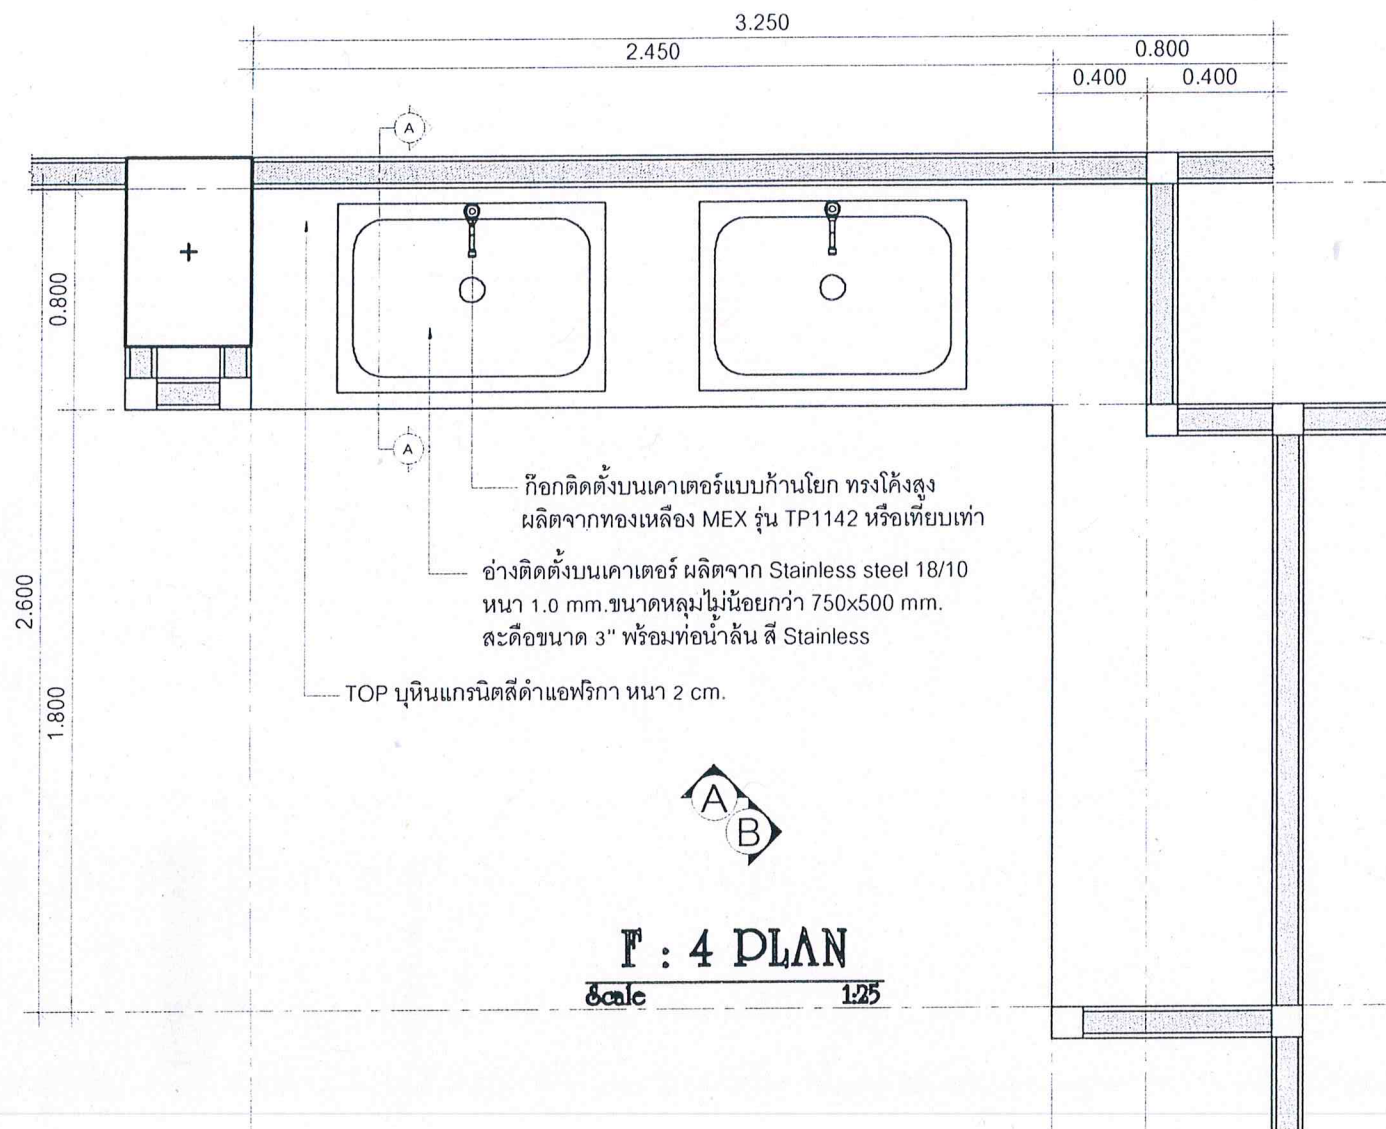 3.250
2.450
0.800
0.400
0.400
A
0.800
A
ก๊อกติดตั้งบนเคาเตอร์แบบก้านโยก ทรงโค้งสูง
ผลิตจากทองเหลือง MEX รุ่น TP1142 หรือเทียบเท่า
อ่างติดตั้งบนเคาเตอร์ ผลิตจาก Stainless steel 18/10
หนา 1.0 mm.ขนาดหลุมไม่น้อยกว่า 750x500 mm.
สะดือขนาด 3" พร้อมท่อน้ำล้น สี Stainless
2.600
1.800
TOP บุหินแกรนิตสีดำแอฟริกา หนา 2 cm.
A
B
F : 4 PLAN
Scale 1:25